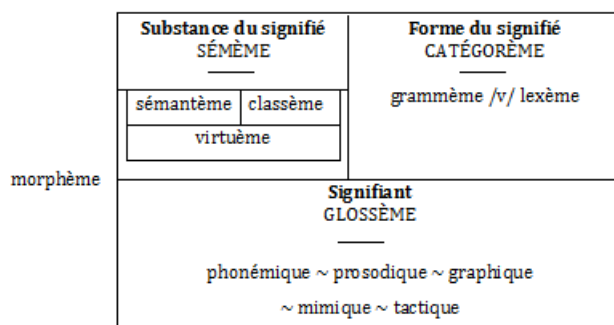 Substance du signifié
SÉMÈME
Forme du signifié
CATÉGORÈME
sémantème classème
virtuème
grammème /v/ lexème
morphème
Signifiant
GLOSSÈME
phonémique ~ prosodique ~ graphique
~ mimique ~ tactique